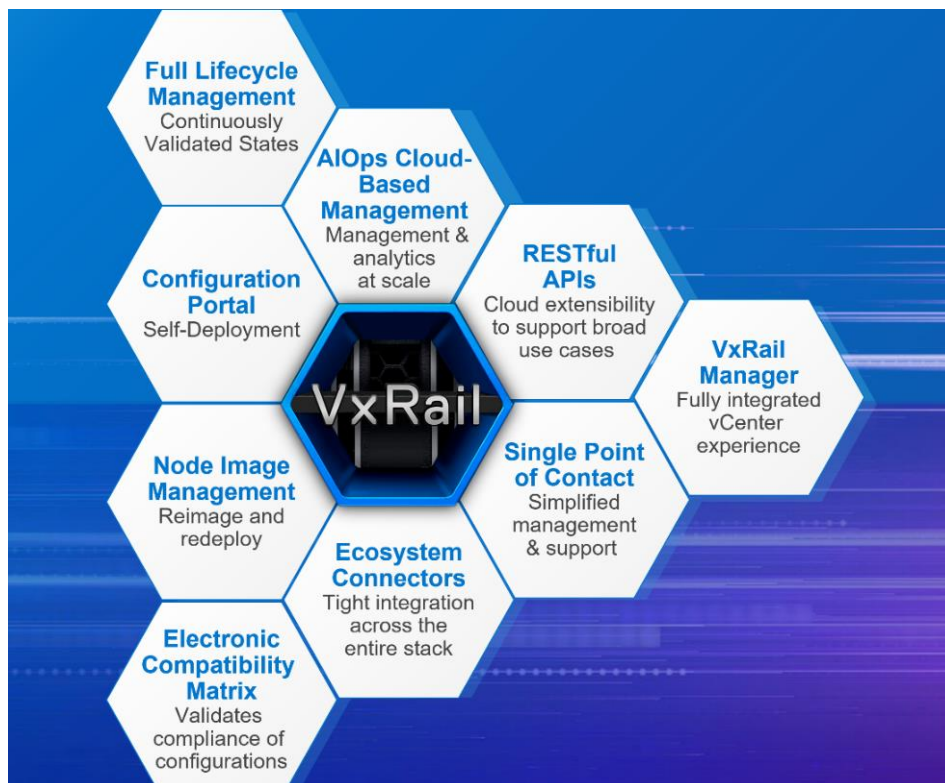 Full Lifecycle
Management
Continuously
Validated States
AIOps Cloud-
Based
Management
Management &
analytics
at scale
RESTful
APIs
Cloud extensibility
to support broad
use cases
Configuration
Portal
Self-Deployment
VxRail
Manager
Fully integrated
vCenter
experience
VxRail
Node Image
Management
Reimage and
redeploy
Single Point
of Contact
Simplified
management
& support
Ecosystem
Connectors
Tight integration
across the
entire stack
Electronic
Compatibility
Matrix
Validates
compliance of
configurations